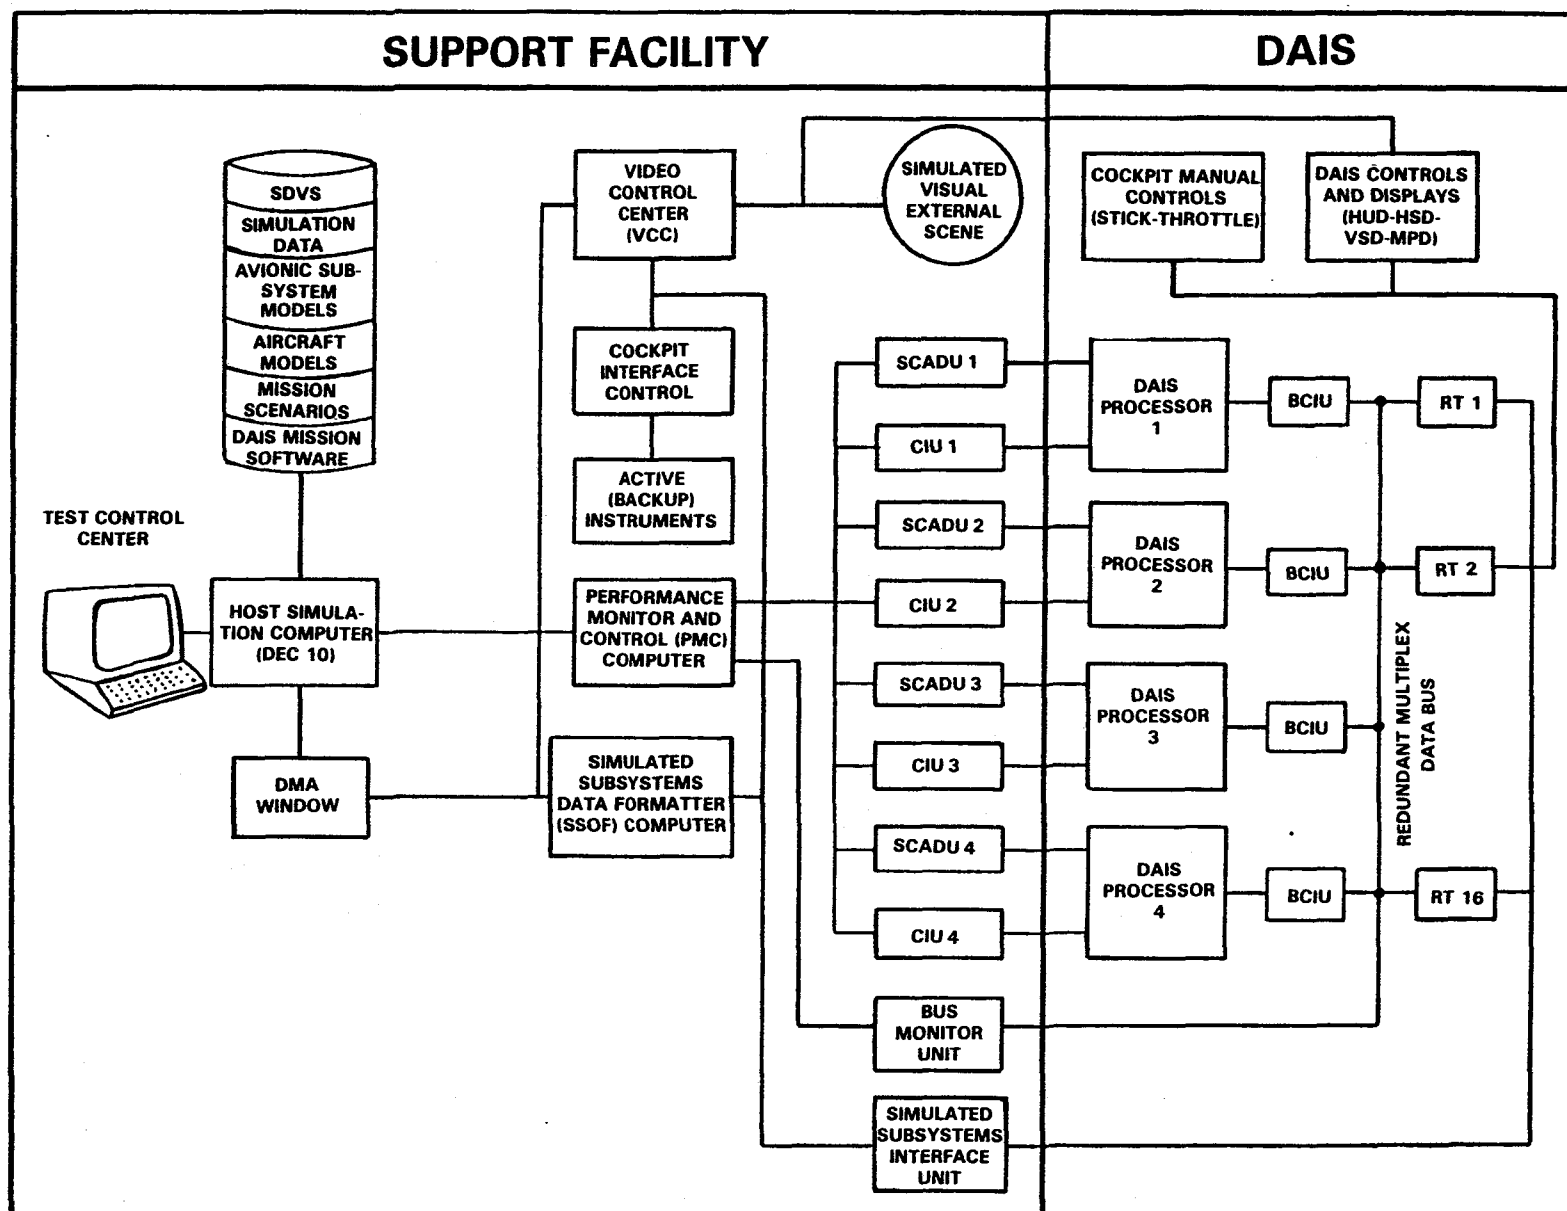 SUPPORT FACILITY
DAIS
SDVS
SIMULATION
DATA
AVIONIC SUB-
SYSTEM
MODELS
AIRCRAFT
MODELS
MISSION
SCENARIOS
DAIS MISSION
SOFTWARE
TEST CONTROL
CENTER
HOST SIMULA-
TION COMPUTER
(DEC 10)
DMA
WINDOW
VIDEO
CONTROL
CENTER
(VCC)
COCKPIT
INTERFACE
CONTROL
ACTIVE
(BACKUP)
INSTRUMENTS
PERFORMANCE
MONITOR AND
CONTROL (PMC)
COMPUTER
SIMULATED
SUBSYSTEMS
DATA FORMATTER
(SSOF) COMPUTER
SIMULATED
VISUAL
EXTERNAL
SCENE
SCADU 1
CIU 1
SCADU 2
CIU 2
SCADU 3
CIU 3
SCADU 4
CIU 4
BUS
MONITOR
UNIT
SIMULATED
SUBSYSTEMS
INTERFACE
UNIT
COCKPIT MANUAL
CONTROLS
(STICK-THROTTLE)
DAIS CONTROLS
AND DISPLAYS
(HUD-HSD-
VSD-MPD)
DAIS
PROCESSOR
1
BCIU
RT 1
DAIS
PROCESSOR
2
BCIU
RT 2
DAIS
PROCESSOR
3
BCIU
DAIS
PROCESSOR
4
BCIU
RT 16
REDUNDANT MULTIPLEX
DATA BUS